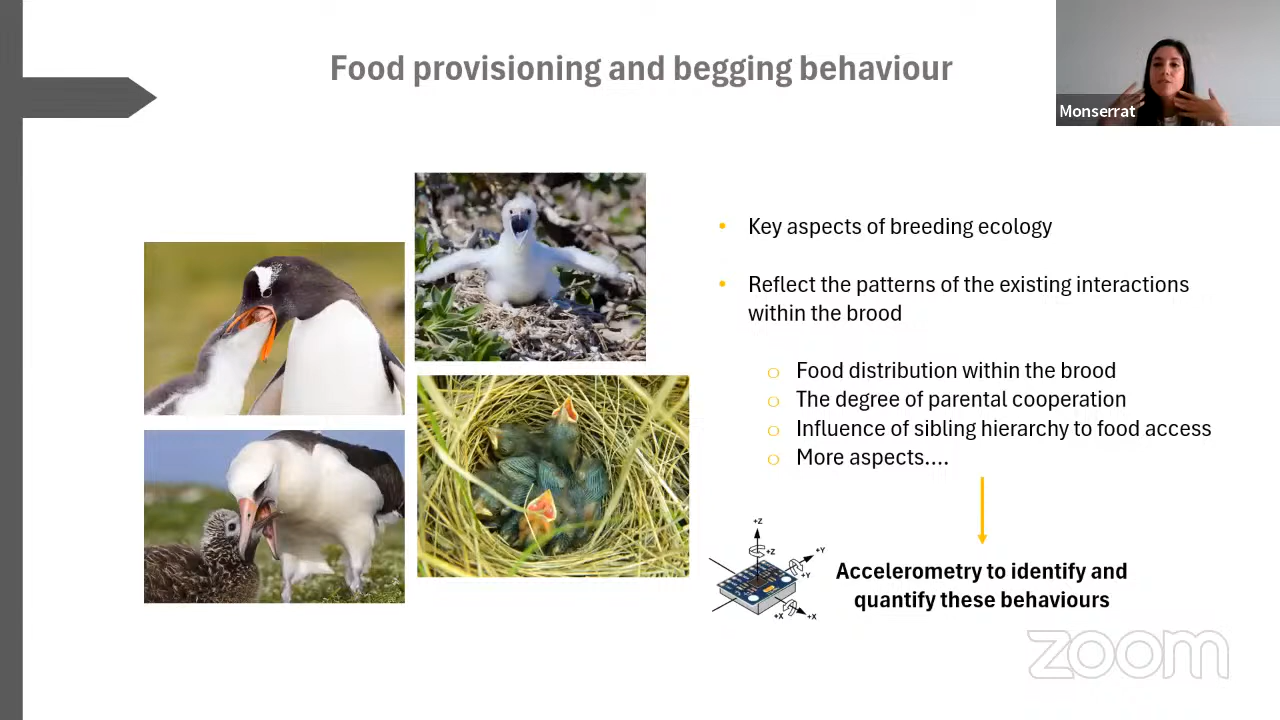 Food provisioning and begging behaviour
Monserrat
• Key aspects of breeding ecology
• Reflect the patterns of the existing interactions
within the brood
o Food distribution within the brood
o The degree of parental cooperation
o Influence of sibling hierarchy to food access
o More aspects....
+Z
+Z
+Y
+Y
+X
+X
Accelerometry to identify and
quantify these behaviours
zoom